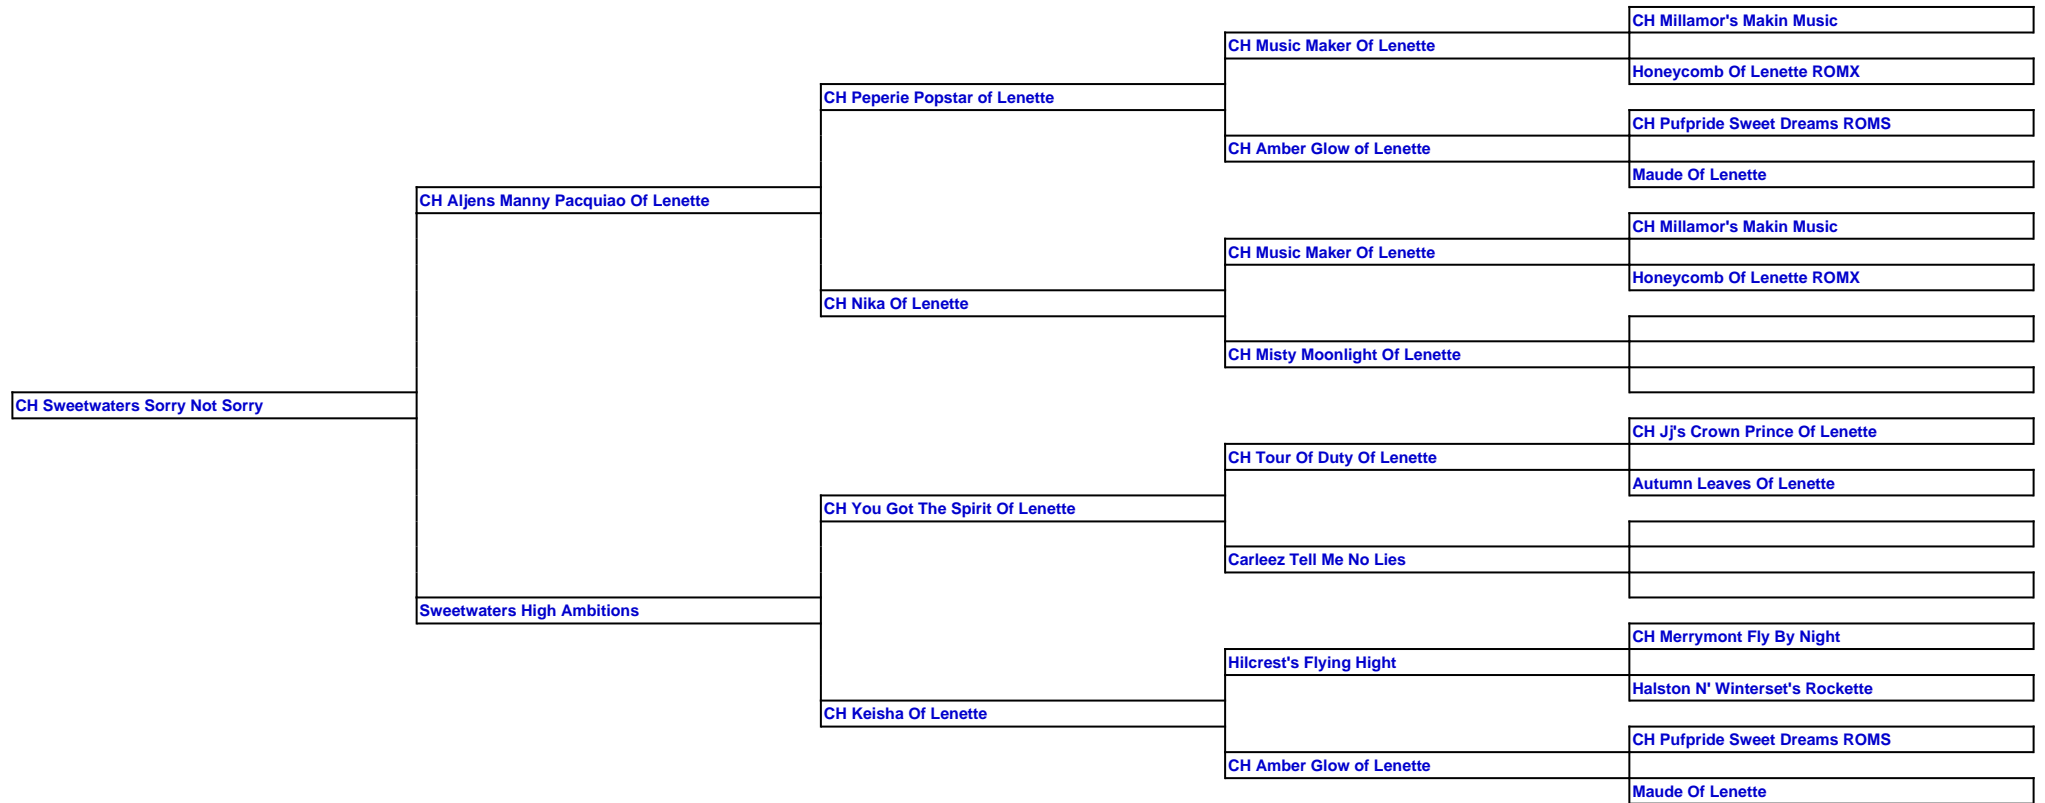 CH Millamor's Makin Music
CH Music Maker Of Lenette
Honeycomb Of Lenette ROMX
CH Peperie Popstar of Lenette
CH Pufpride Sweet Dreams ROMS
CH Amber Glow of Lenette
Maude Of Lenette
CH Aljens Manny Pacquiao Of Lenette
CH Millamor's Makin Music
CH Music Maker Of Lenette
Honeycomb Of Lenette ROMX
CH Nika Of Lenette
CH Misty Moonlight Of Lenette
CH Sweetwaters Sorry Not Sorry
CH Jj's Crown Prince Of Lenette
CH Tour Of Duty Of Lenette
Autumn Leaves Of Lenette
CH You Got The Spirit Of Lenette
Carleez Tell Me No Lies
Sweetwaters High Ambitions
CH Merrymont Fly By Night
Hilcrest's Flying Hight
Halston N' Winterset's Rockette
CH Keisha Of Lenette
CH Pufpride Sweet Dreams ROMS
CH Amber Glow of Lenette
Maude Of Lenette